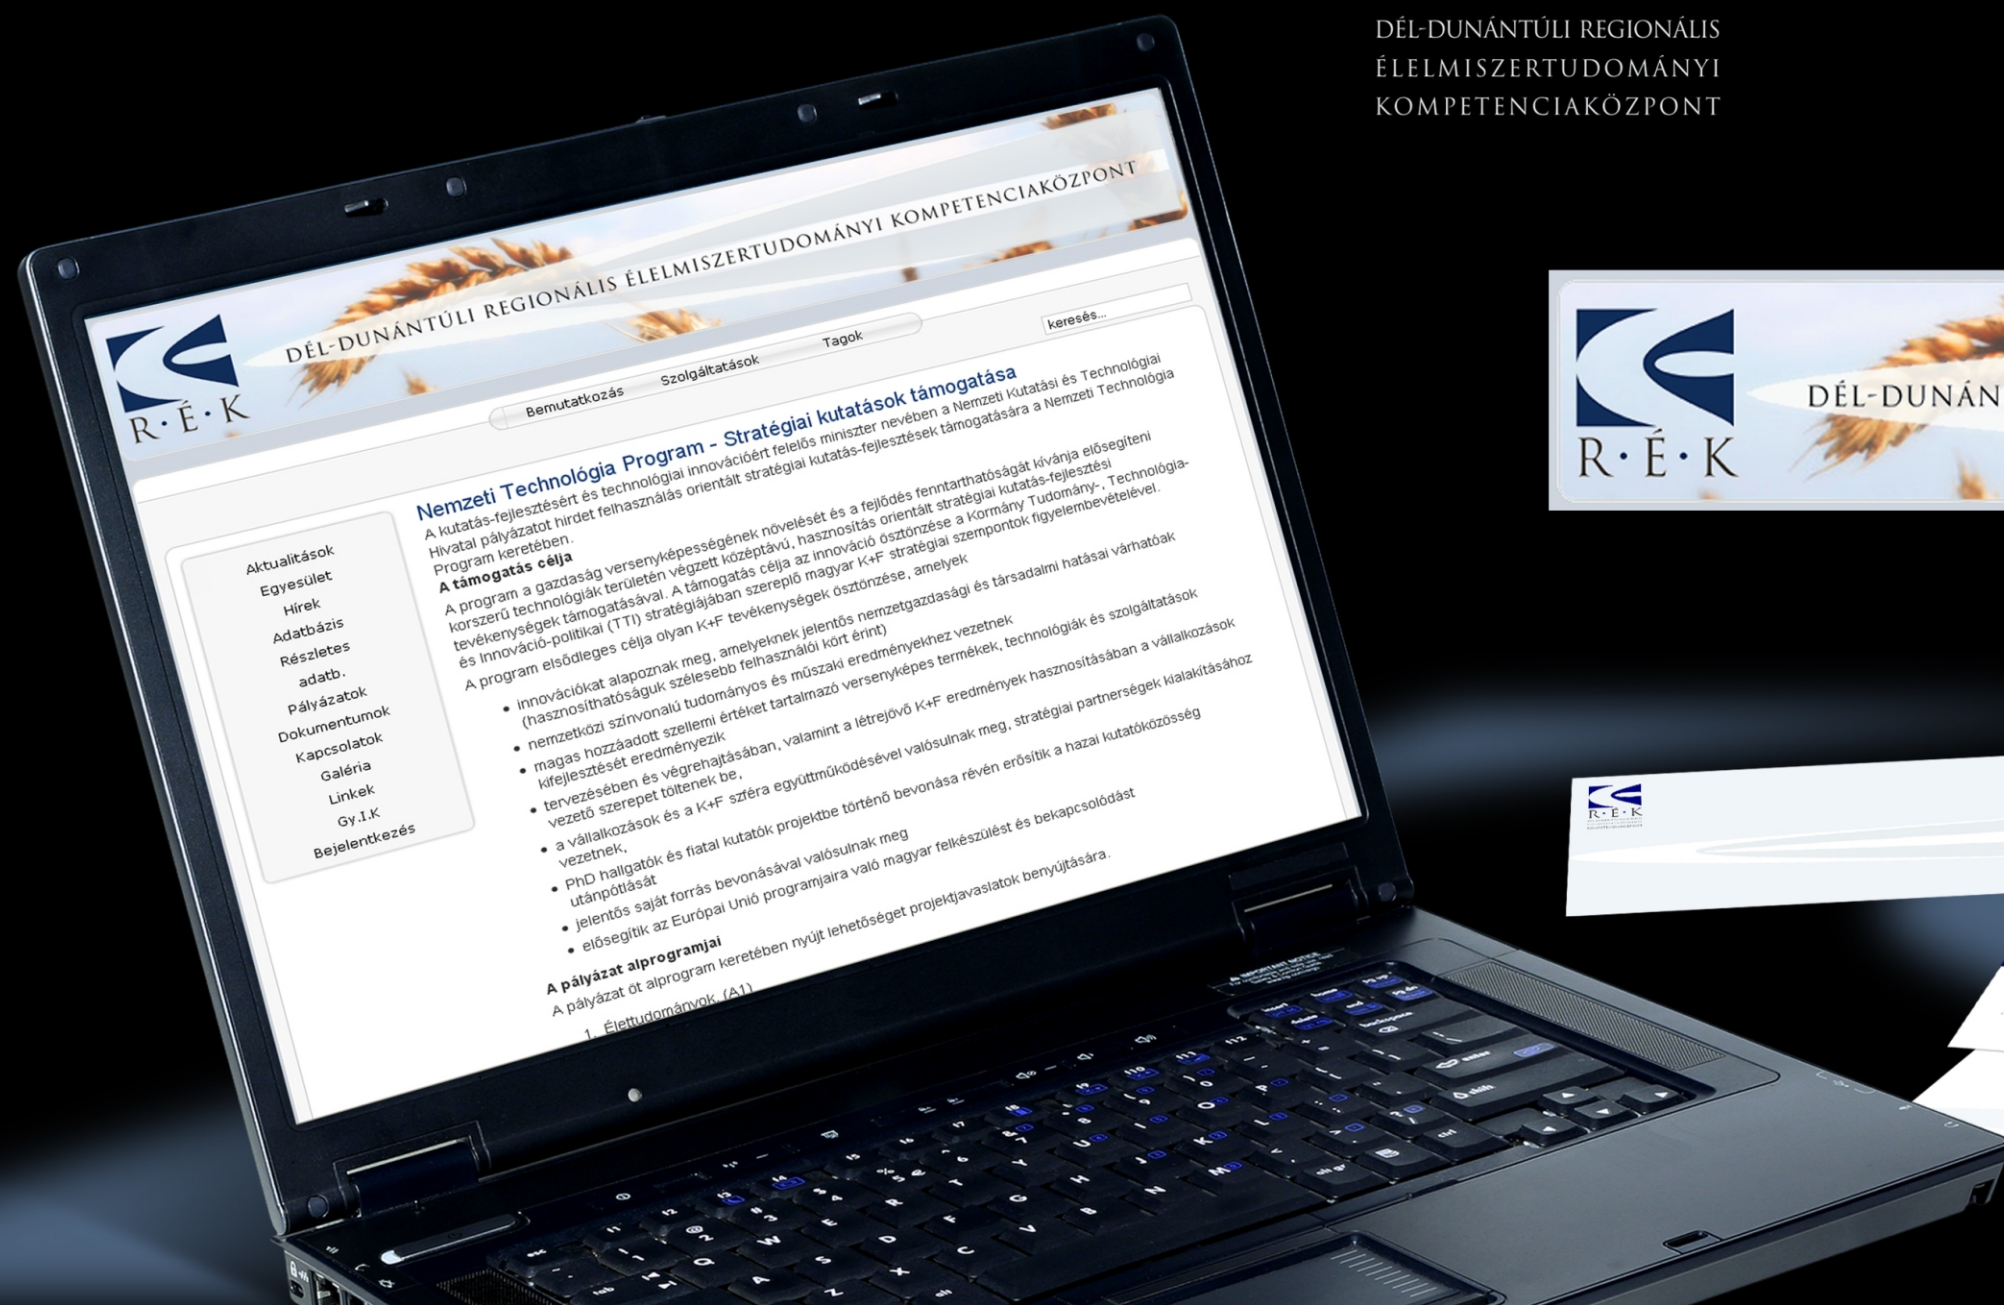 DÉL-DUNÁNTÚLI REGIONÁLIS
ÉLELMISZERTUDOMÁNYI
KOMPETENCIAKÖZPONT
DÉL-DUNÁNTÚLI REGIONÁLIS ÉLELMISZERTUDOMÁNYI KOMPETENCIAKÖZPONT
R·É·K
Bemutatkozás Szolgáltatások Tagok
keresés...
Aktualitások
Egyesület
Hírek
Adatbázis
Részletes
adatb.
Pályázatok
Dokumentumok
Kapcsolatok
Galéria
Linkek
Gy.I.K
Bejelentkezés
Nemzeti Technológia Program - Stratégiai kutatások támogatása
A kutatás-fejlesztésért és technológiai innovációért felelős miniszter nevében a Nemzeti Kutatási és Technológiai
Hivatal pályázatot hirdet felhasználás orientált stratégiai kutatás-fejlesztések támogatására a Nemzeti Technológia
Program keretében.
A támogatás célja
A program a gazdaság versenyképességének növelését és a fejlődés fenntarthatóságát kívánja elősegíteni
korszerű technológiák területén végzett középtávú, hasznosítás orientált stratégiai kutatás-fejlesztési
tevékenységek támogatásával. A támogatás célja az innováció ösztönzése a Kormány Tudomány-, Technológia-
és Innováció-politikai (TTI) stratégiájában szereplő magyar K+F stratégiai szempontok figyelembevételével.
A program elsődleges célja olyan K+F tevékenységek ösztönzése, amelyek
• innovációkat alapoznak meg, amelyeknek jelentős nemzetgazdasági és társadalmi hatásai várhatóak
(hasznosíthatóságuk szélesebb felhasználói kört érint)
• nemzetközi színvonalú tudományos és műszaki eredményekhez vezetnek
• magas hozzáadott szellemi értéket tartalmazó versenyképes termékek, technológiák és szolgáltatások
kifejlesztését eredményezik
• tervezésében és végrehajtásában, valamint a létrejövő K+F eredmények hasznosításában a vállalkozások
vezető szerepet töltenek be,
• a vállalkozások és a K+F szféra együttműködésével valósulnak meg, stratégiai partnerségek kialakításához
vezetnek,
• PhD hallgatók és fiatal kutatók projektbe történő bevonása révén erősítik a hazai kutatóközösség
utánpótlását
• jelentős saját forrás bevonásával valósulnak meg
• elősegítik az Európai Unió programjaira való magyar felkészülést és bekapcsolódást
A pályázat alprogramjai
A pályázat öt alprogram keretében nyújt lehetőséget projektjavaslatok benyújtására.
1. Élettudományok, (A1)
R·É·K
DÉL-DUNÁN
R·É·K